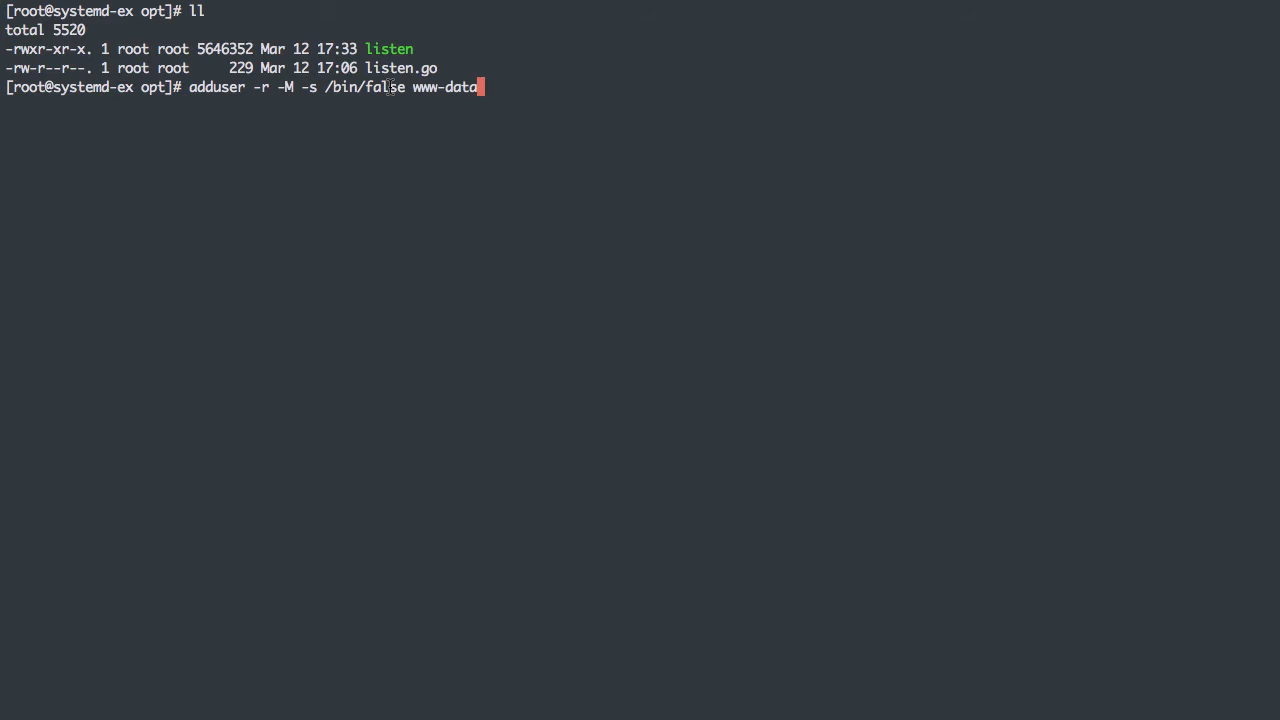 [root@systemd-ex opt]# ll
total 5520
-rwxr-xr-x. 1 root root 5646352 Mar 12 17:33 listen
-rw-r--r--. 1 root root     229 Mar 12 17:06 listen.go
[root@systemd-ex opt]# adduser -r -M -s /bin/false www-data